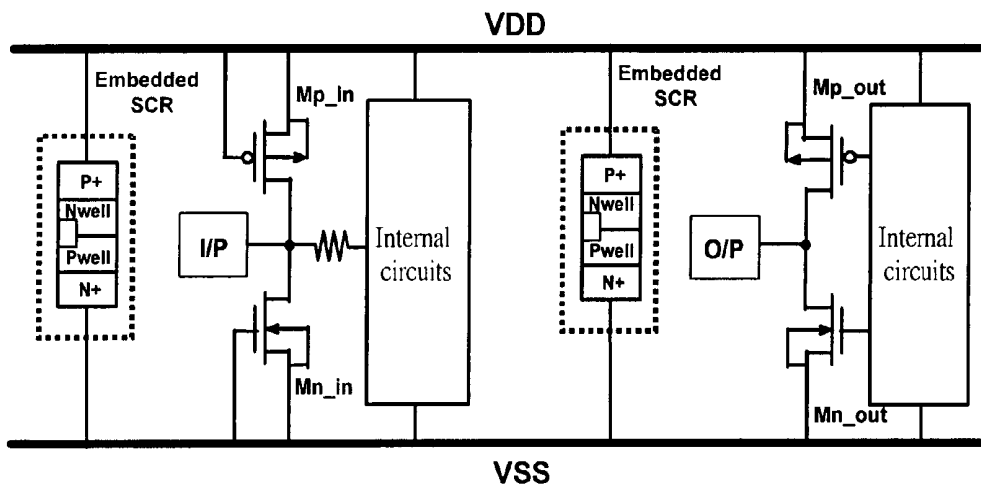 VDD
Embedded
SCR
Mp_in
P+
Nwell
Pwell
N+
I/P
Internal
circuits
Mn_in
Embedded
SCR
Mp_out
P+
Nwell
Pwell
N+
O/P
Internal
circuits
Mn_out
VSS